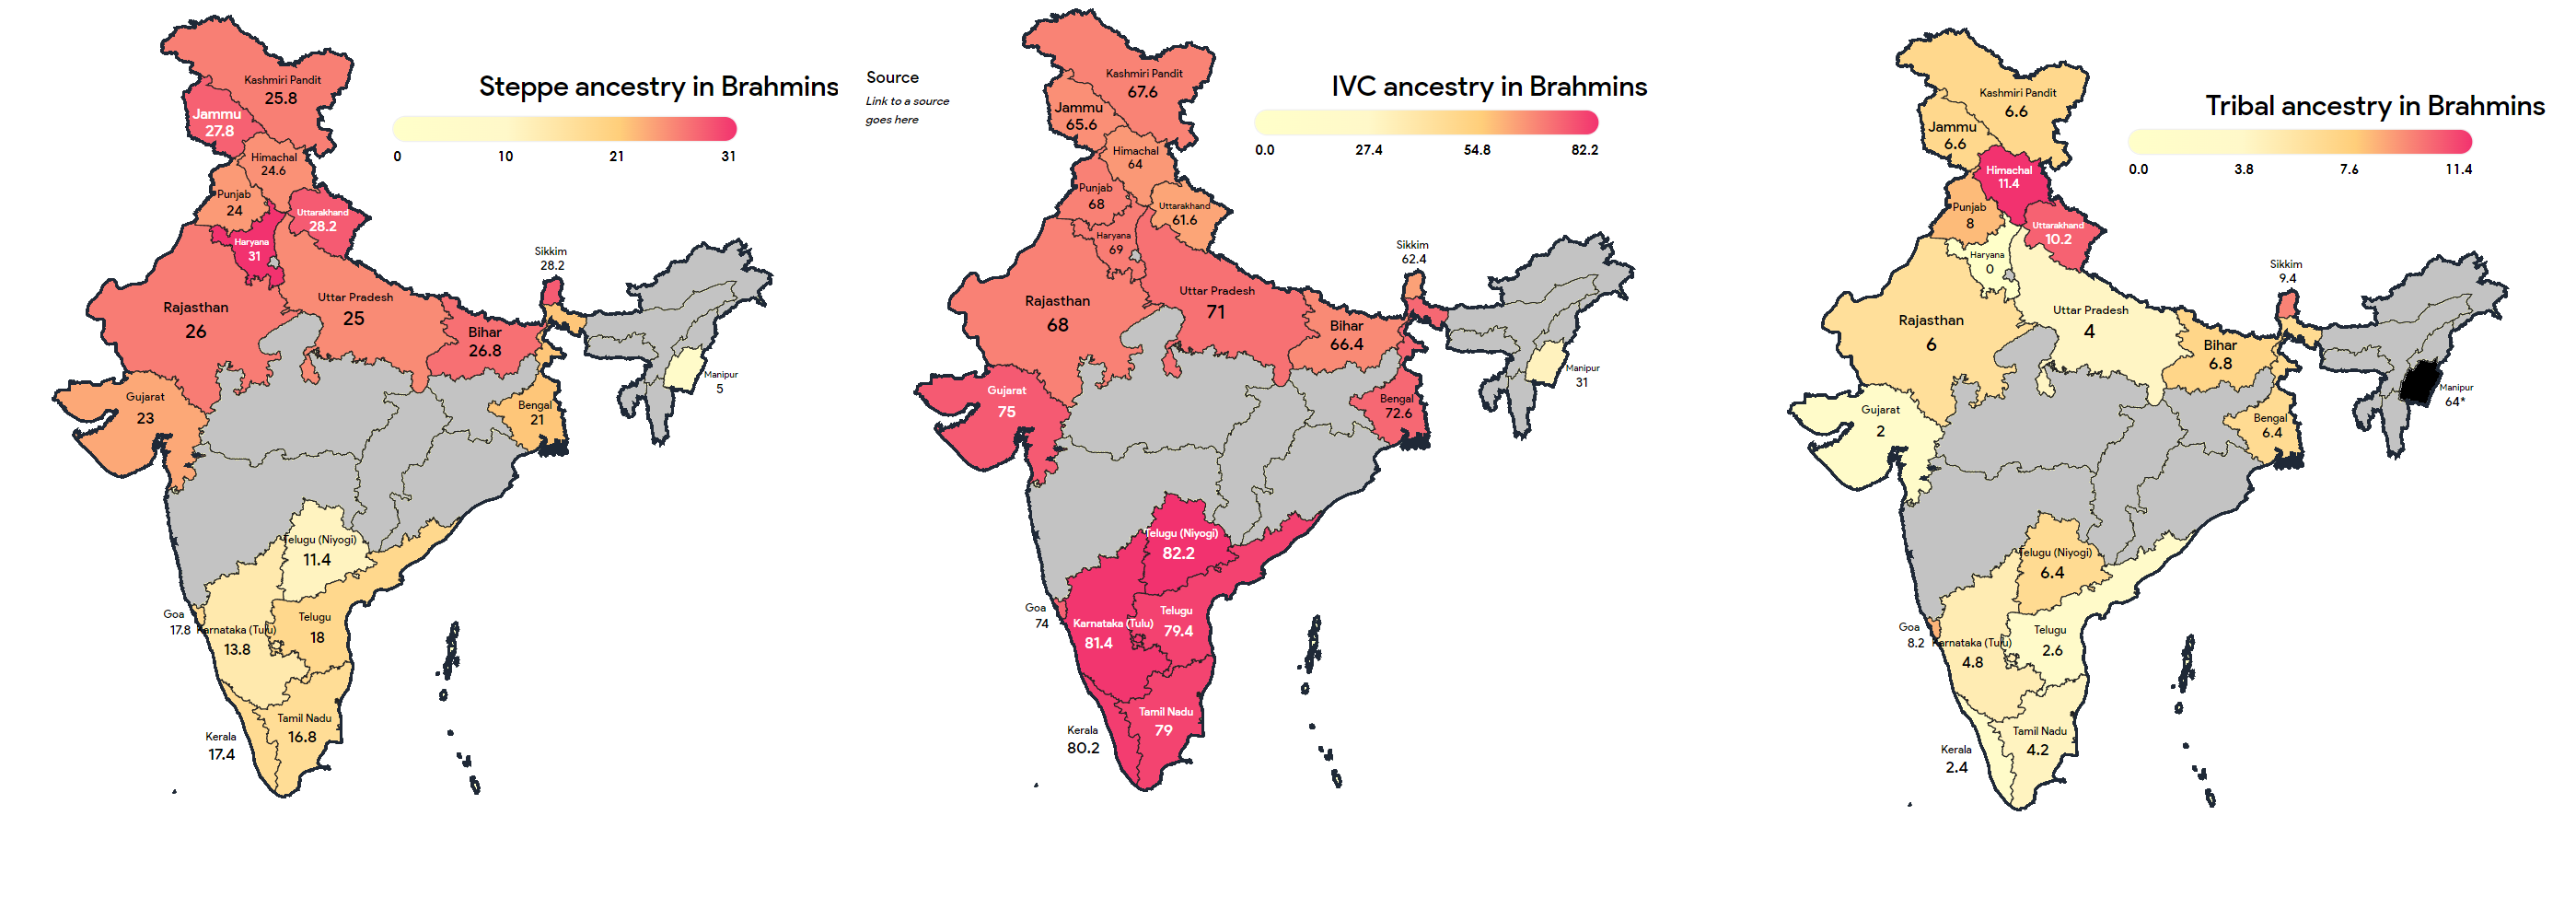 Steppe ancestry in Brahmins
0
10
21
31
Kashmiri Pandit
25.8
Jammu
27.8
Himachal
24.6
Punjab
24
Uttarakhand
28.2
Haryana
31
Sikkim
28.2
Rajasthan
26
Uttar Pradesh
25
Bihar
26.8
Manipur
5
Gujarat
23
Bengal
21
Telugu (Niyogi)
11.4
Goa
17.8
Karnataka (Tulu)
13.8
Telugu
18
Tamil Nadu
16.8
Kerala
17.4
Source
Link to a source
goes here
IVC ancestry in Brahmins
0.0
27.4
54.8
82.2
Kashmiri Pandit
67.6
Jammu
65.6
Himachal
64
Punjab
68
Uttarakhand
61.6
Haryana
69
Sikkim
62.4
Rajasthan
68
Uttar Pradesh
71
Bihar
66.4
Manipur
31
Gujarat
75
Bengal
72.6
Telugu (Niyogi)
82.2
Goa
74
Karnataka (Tulu)
81.4
Telugu
79.4
Tamil Nadu
79
Kerala
80.2
Tribal ancestry in Brahmins
0.0
3.8
7.6
11.4
Kashmiri Pandit
6.6
Jammu
6.6
Himachal
11.4
Punjab
8
Uttarakhand
10.2
Haryana
0
Sikkim
9.4
Rajasthan
6
Uttar Pradesh
4
Bihar
6.8
Manipur
64*
Gujarat
2
Bengal
6.4
Telugu (Niyogi)
6.4
Goa
8.2
Karnataka (Tulu)
4.8
Telugu
2.6
Tamil Nadu
4.2
Kerala
2.4